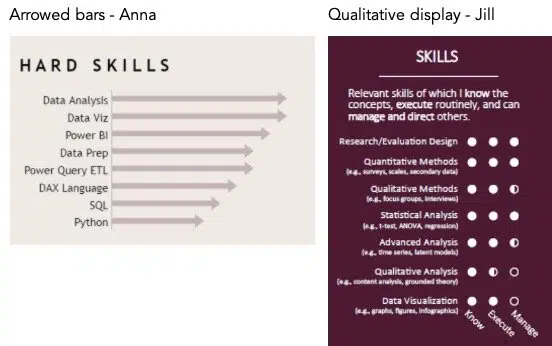 Arrowed bars - Anna
HARD SKILLS
Data Analysis
Data Viz
Power BI
Data Prep
Power Query ETL
DAX Language
SQL
Python
Qualitative display - Jill
SKILLS
Relevant skills of which I know the
concepts, execute routinely, and can
manage and direct others.
Research/Evaluation Design
Quantitative Methods
(e.g., surveys, scales, secondary data)
Qualitative Methods
(e.g., focus groups, interviews)
Statistical Analysis
(e.g., t-test, ANOVA, regression)
Advanced Analysis
(e.g., time series, latent models)
Qualitative Analysis
(e.g., content analysis, grounded theory)
Data Visualization
(e.g., graphs, figures, infographics)
Know
Execute
Manage